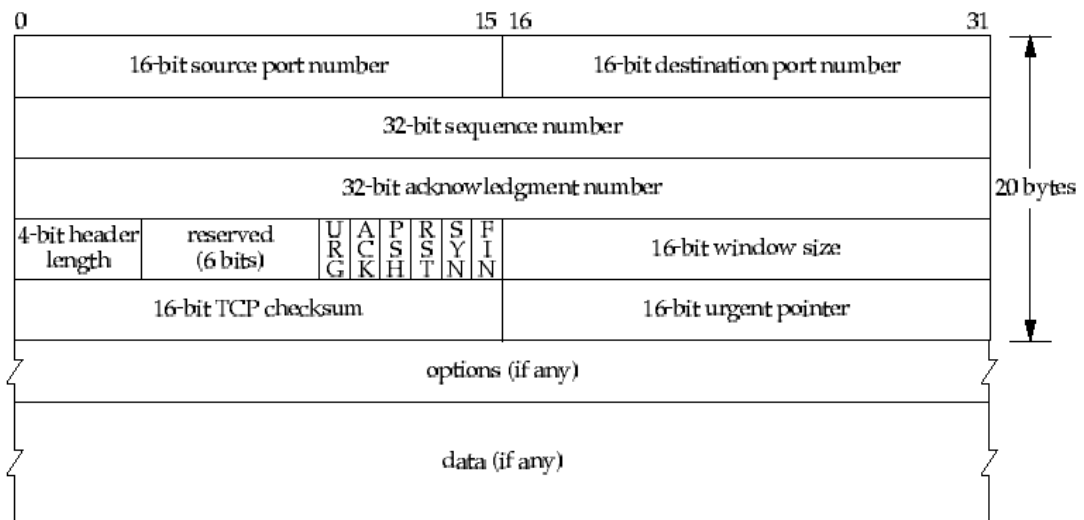 0 15 16 31
16-bit source port number 16-bit destination port number
32-bit sequence number
32-bit acknowledgment number
20 bytes
4-bit header
length
reserved
(6 bits)
URG
ACK
PSH
RST
SYN
FIN
16-bit window size
16-bit TCP checksum 16-bit urgent pointer
options (if any)
data (if any)